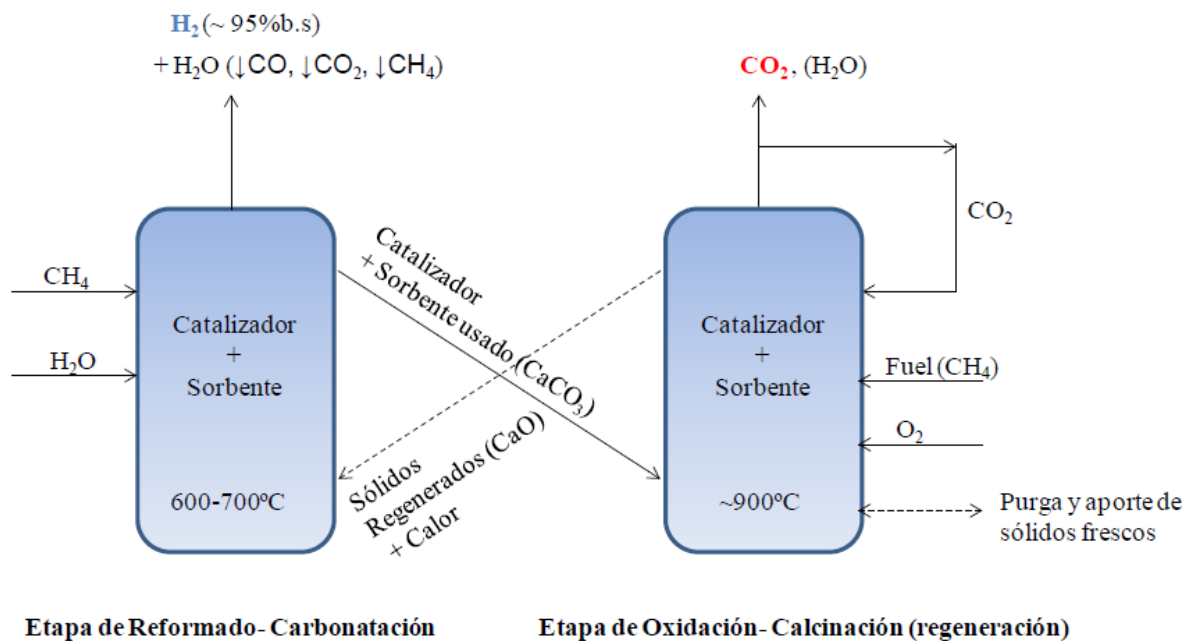 H₂ (~ 95%b.s)
+ H₂O (↓CO, ↓CO₂, ↓CH₄)
CO₂, (H₂O)
CH₄
H₂O
Catalizador
+
Sorbente
600-700ºC
Catalizador
+ Sorbente usado (CaCO₃)
Sólidos
Regenerados (CaO)
+ Calor
Catalizador
+
Sorbente
~900ºC
CO₂
Fuel (CH₄)
O₂
Purga y aporte de
sólidos frescos
Etapa de Reformado- Carbonatación
Etapa de Oxidación- Calcinación (regeneración)